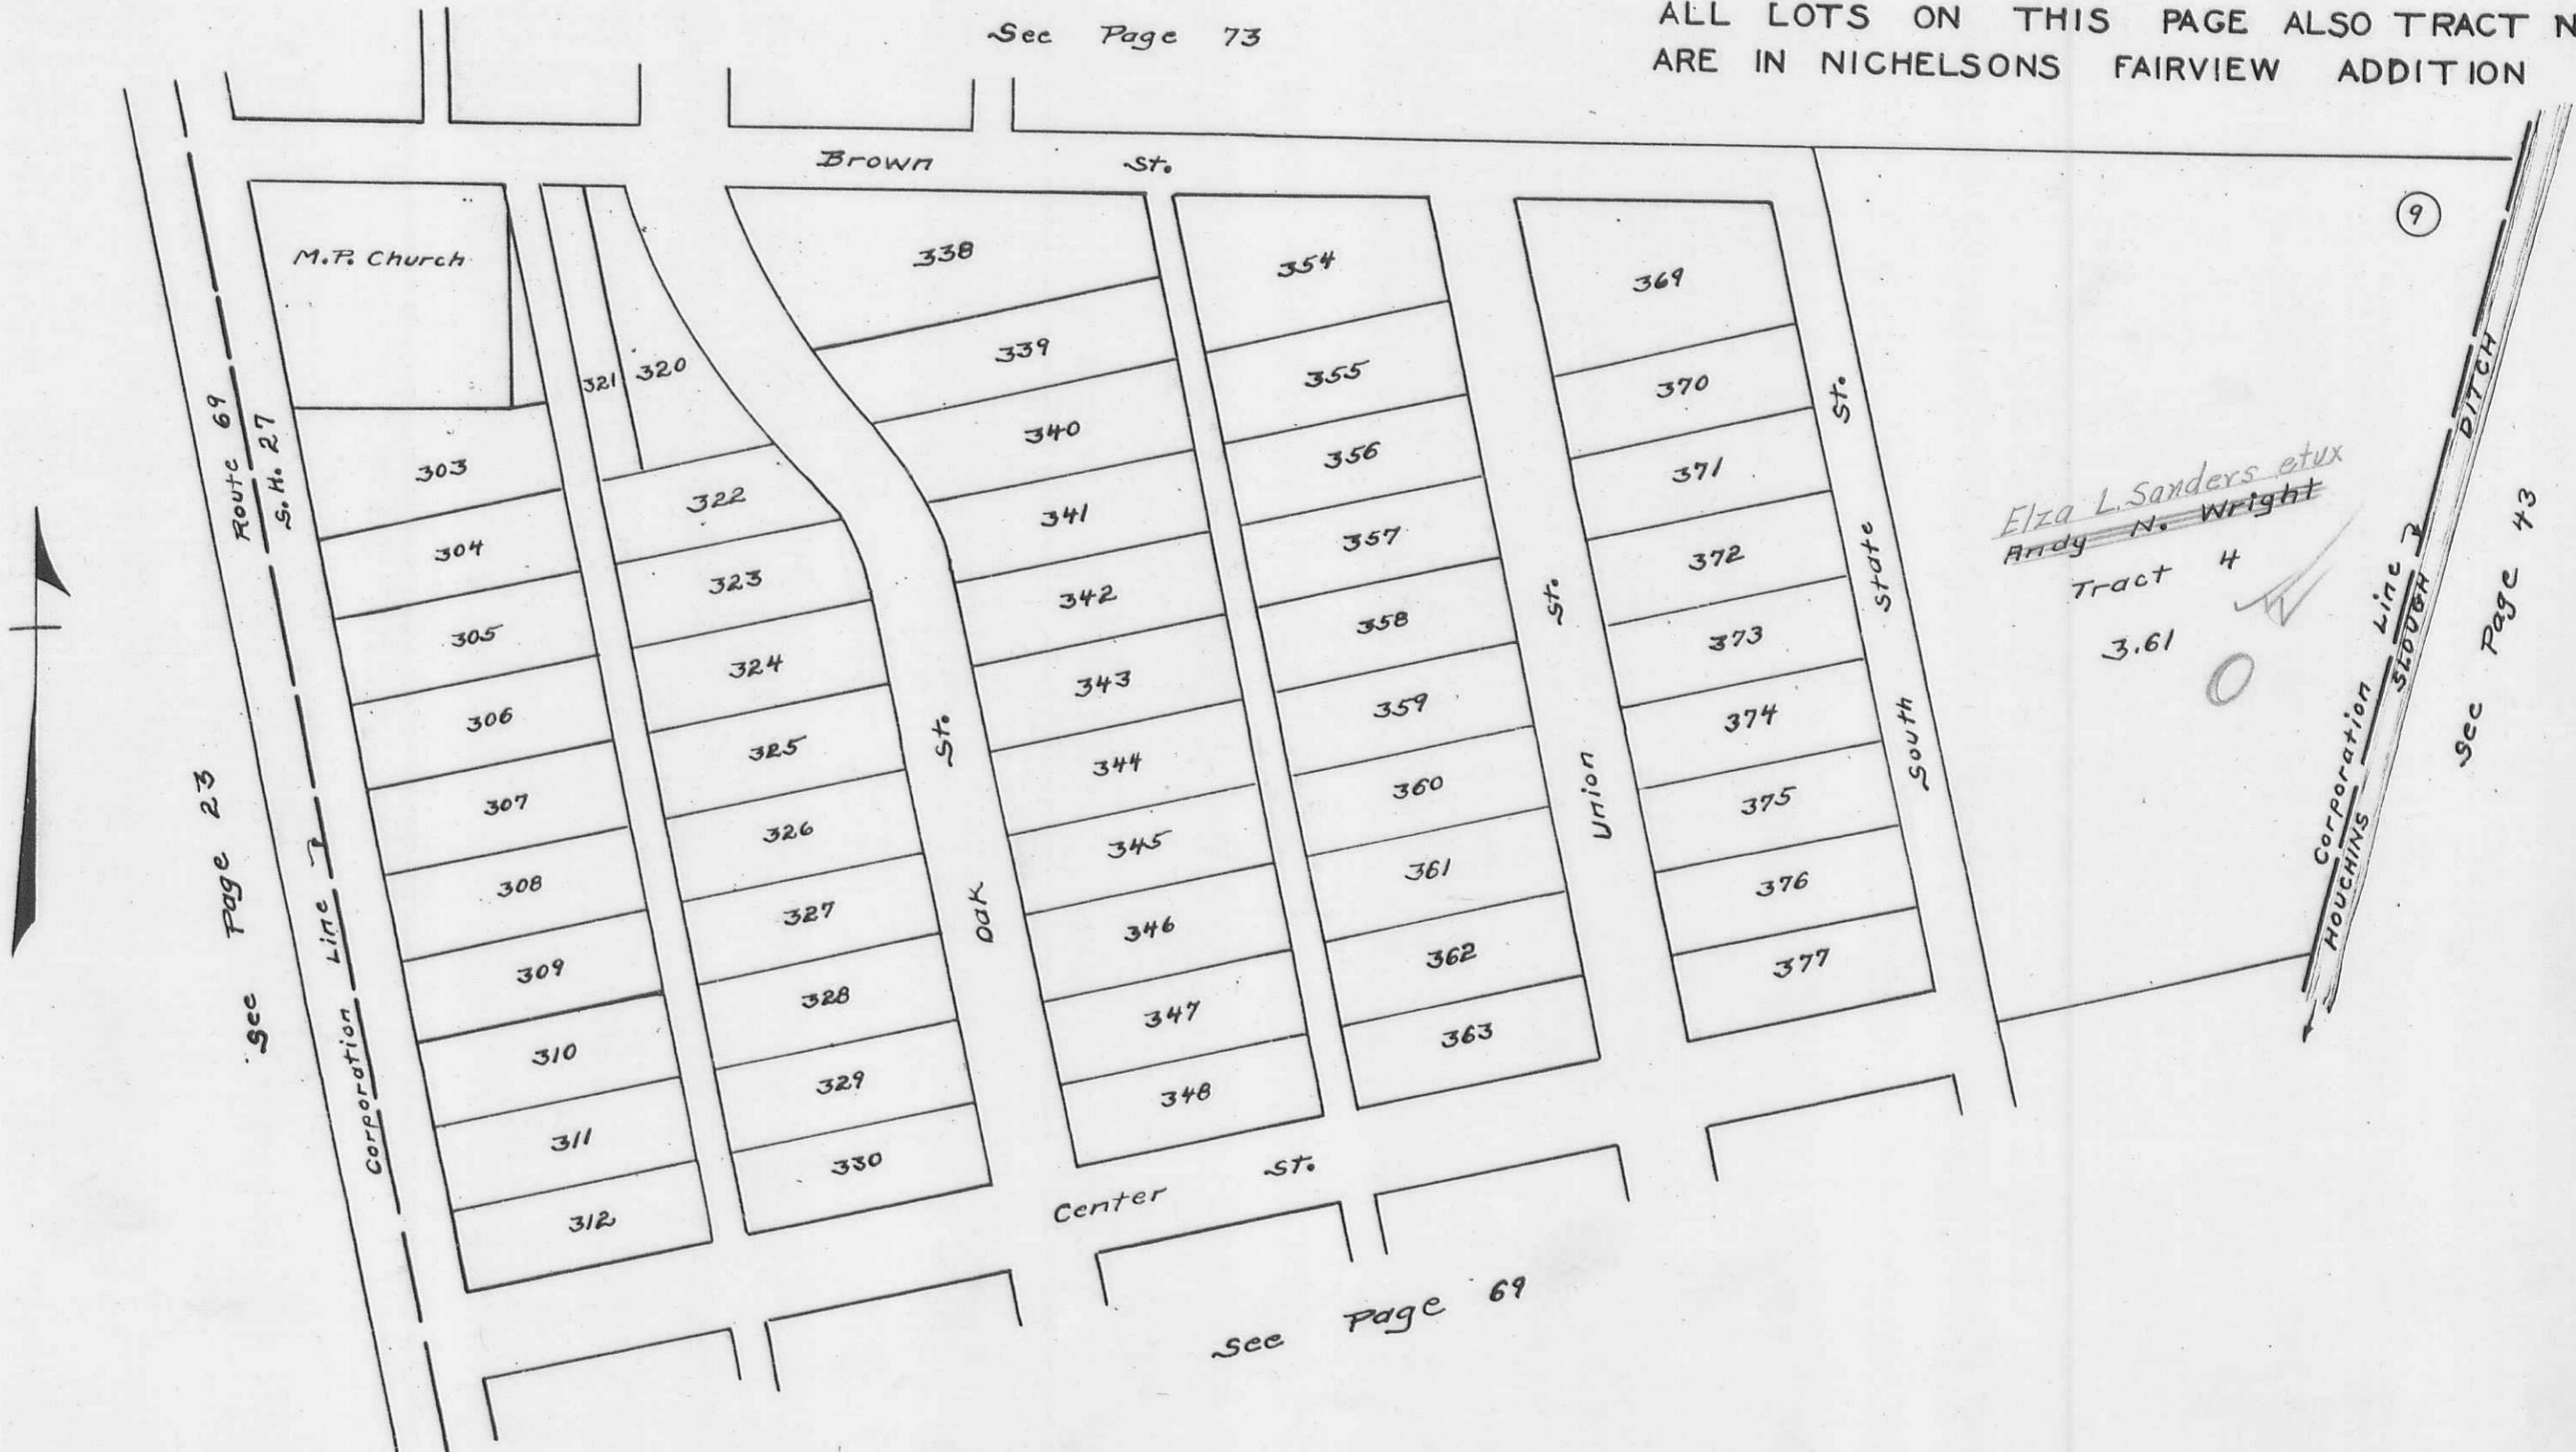 See Page 73
ALL LOTS ON THIS PAGE ALSO TRACT N
ARE IN NICHELSONS FAIRVIEW ADDITION
Brown St.
9
M.P. Church
303
304
305
306
307
308
309
310
311
312
321
320
322
323
324
325
326
327
328
329
330
338
339
340
341
342
343
344
345
346
347
348
354
355
356
357
358
359
360
361
362
363
369
370
371
372
373
374
375
376
377
Route 69
S.H. 27
See Page 23
Corporation Line
Oak St.
Union St.
South State St.
Elza L. Sanders etux
Andy N. Wright
Tract 4
3.61
0
Corporation Line
HOUCHINS SLOUGH DITCH
See Page 43
Center St.
See Page 69